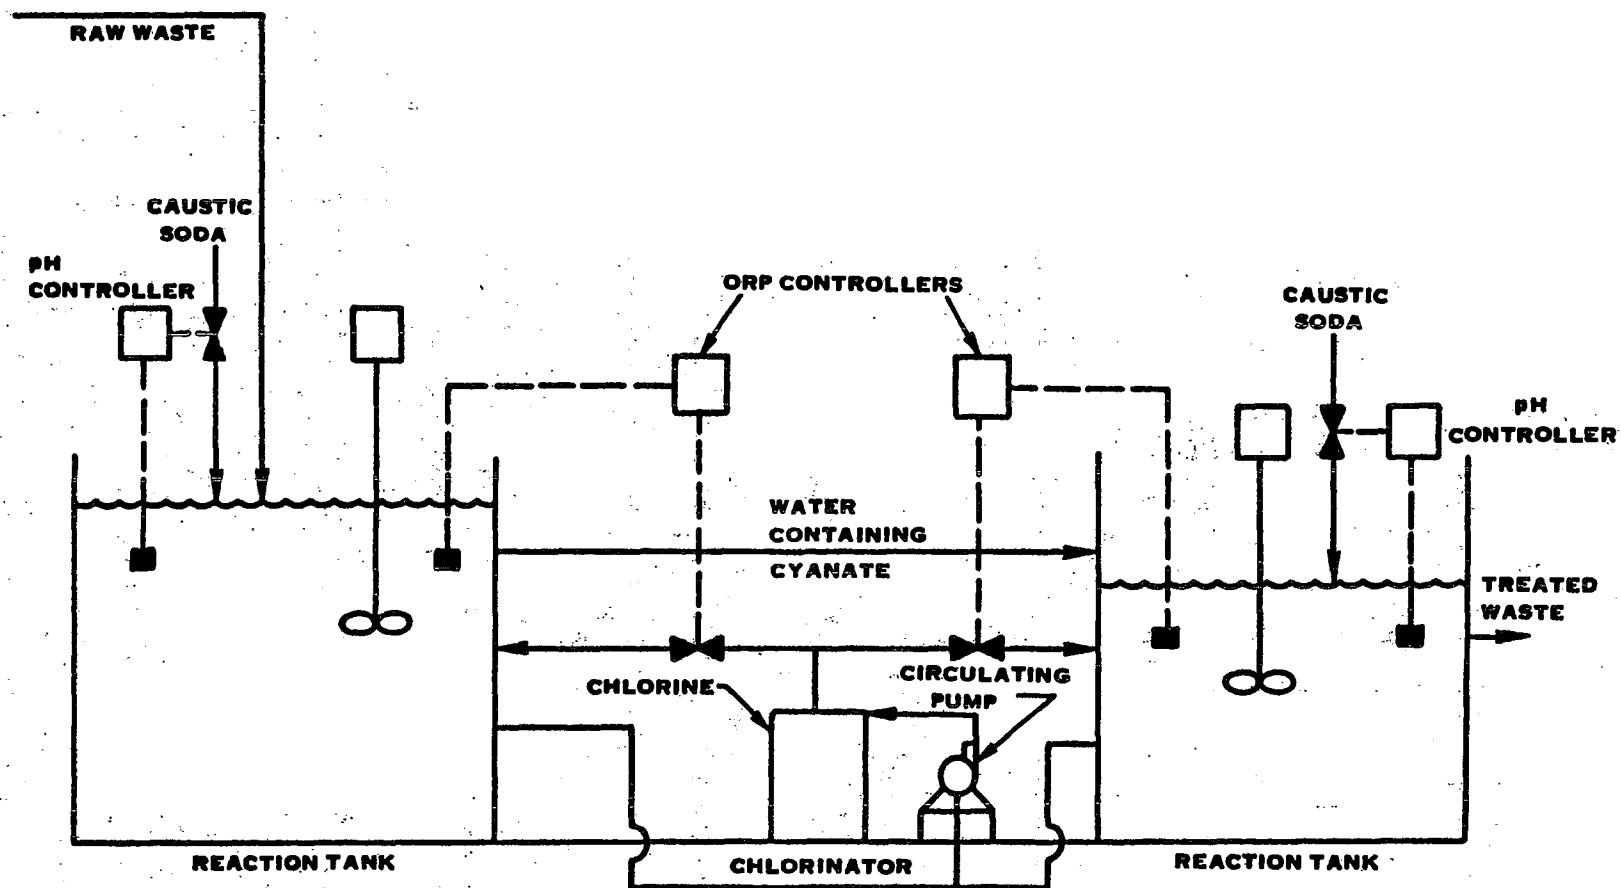 RAW WASTE
CAUSTIC
SODA
pH
CONTROLLER
ORP CONTROLLERS
CAUSTIC
SODA
pH
CONTROLLER
WATER
CONTAINING
CYANATE
TREATED
WASTE
CHLORINE
CIRCULATING
PUMP
REACTION TANK
CHLORINATOR
REACTION TANK